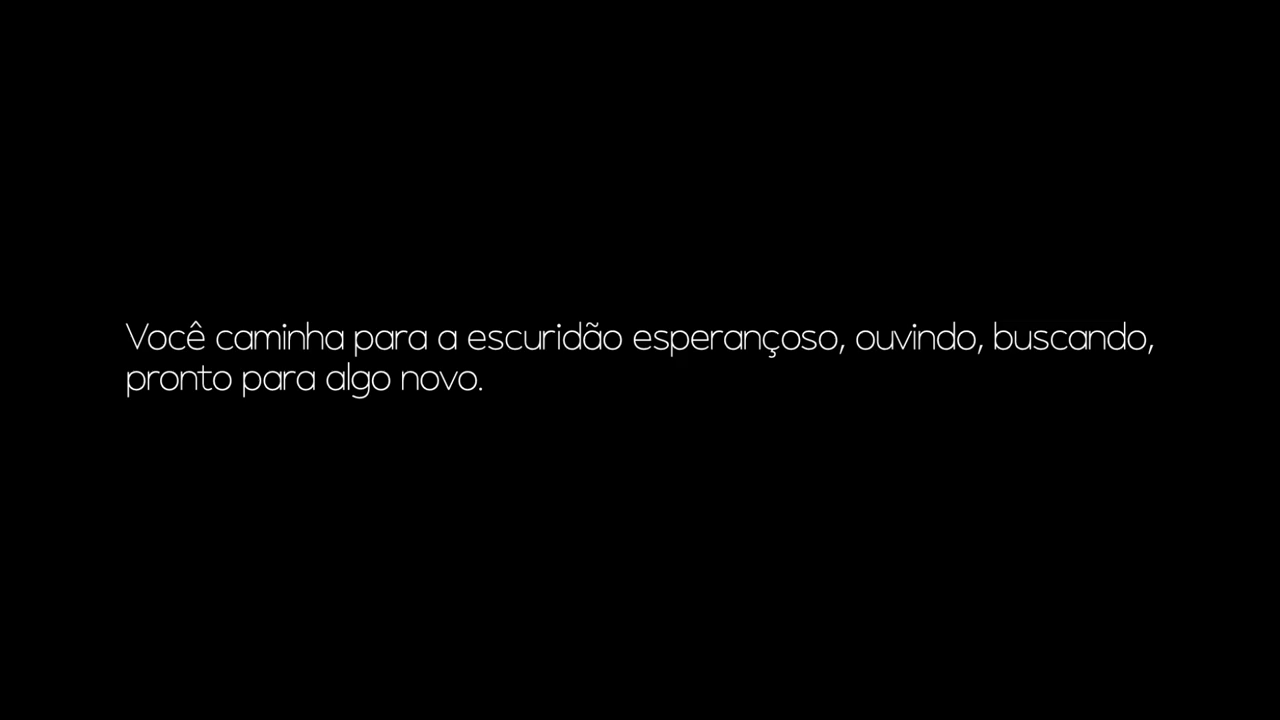 Você caminha para a escuridão esperançoso, ouvindo, buscando,
pronto para algo novo.